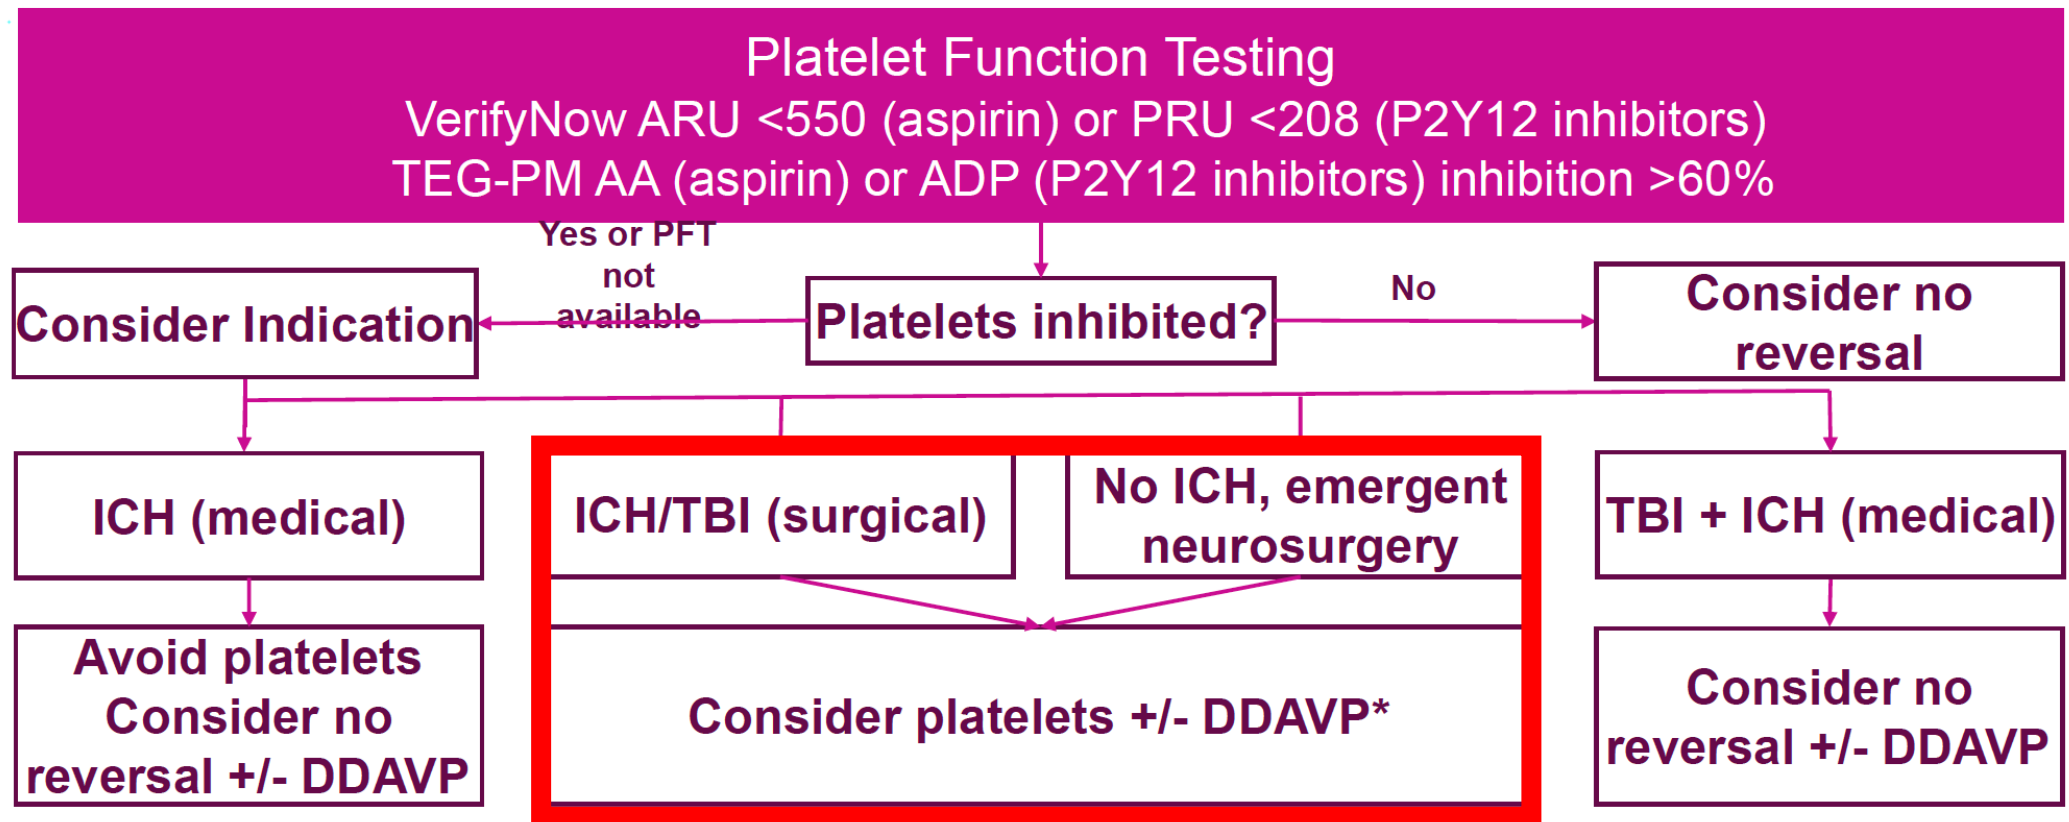 Platelet Function Testing
VerifyNow ARU <550 (aspirin) or PRU <208 (P2Y12 inhibitors)
TEG-PM AA (aspirin) or ADP (P2Y12 inhibitors) inhibition >60%
Yes or PFT
not
available
Consider Indication
Platelets inhibited?
No
Consider no
reversal
ICH (medical)
ICH/TBI (surgical)
No ICH, emergent
neurosurgery
TBI + ICH (medical)
Avoid platelets
Consider no
reversal +/- DDAVP
Consider platelets +/- DDAVP*
Consider no
reversal +/- DDAVP